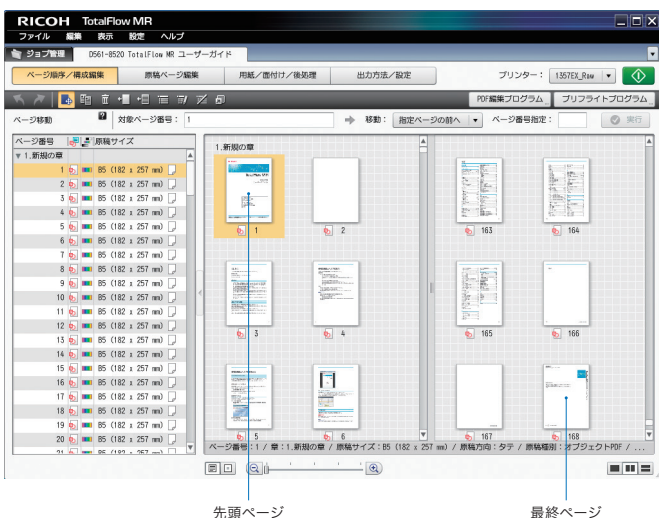 RICOH TotalFlow MR
ファイル 編集 表示 設定 ヘルプ
ジョブ管理 D561-8520 TotalFlow MR ユーザーガイド
ページ順序／構成編集 原稿ページ編集 用紙／面付け／後処理 出力方法／設定 プリンター： 1357EX_Raw
PDF編集プログラム プリフライトプログラム
ページ移動 対象ページ番号： 1 移動： 指定ページの前へ ページ番号指定： 実行
ページ番号 原稿サイズ
1.新規の章
1 B5 (182 x 257 mm)
2 B5 (182 x 257 mm)
3 B5 (182 x 257 mm)
4 B5 (182 x 257 mm)
5 B5 (182 x 257 mm)
6 B5 (182 x 257 mm)
7 B5 (182 x 257 mm)
8 B5 (182 x 257 mm)
9 B5 (182 x 257 mm)
10 B5 (182 x 257 mm)
11 B5 (182 x 257 mm)
12 B5 (182 x 257 mm)
13 B5 (182 x 257 mm)
14 B5 (182 x 257 mm)
15 B5 (182 x 257 mm)
16 B5 (182 x 257 mm)
17 B5 (182 x 257 mm)
18 B5 (182 x 257 mm)
19 B5 (182 x 257 mm)
20 B5 (182 x 257 mm)
21 B5 (182 x 257 mm)
1.新規の章
1 2
3 4
5 6
163 164
165 166
167 168
ページ番号：1 / 章：1.新規の章 / 原稿サイズ：B5 (182 x 257 mm) / 原稿方向：タテ / 原稿種別：オブジェクトPDF / ...
先頭ページ 最終ページ